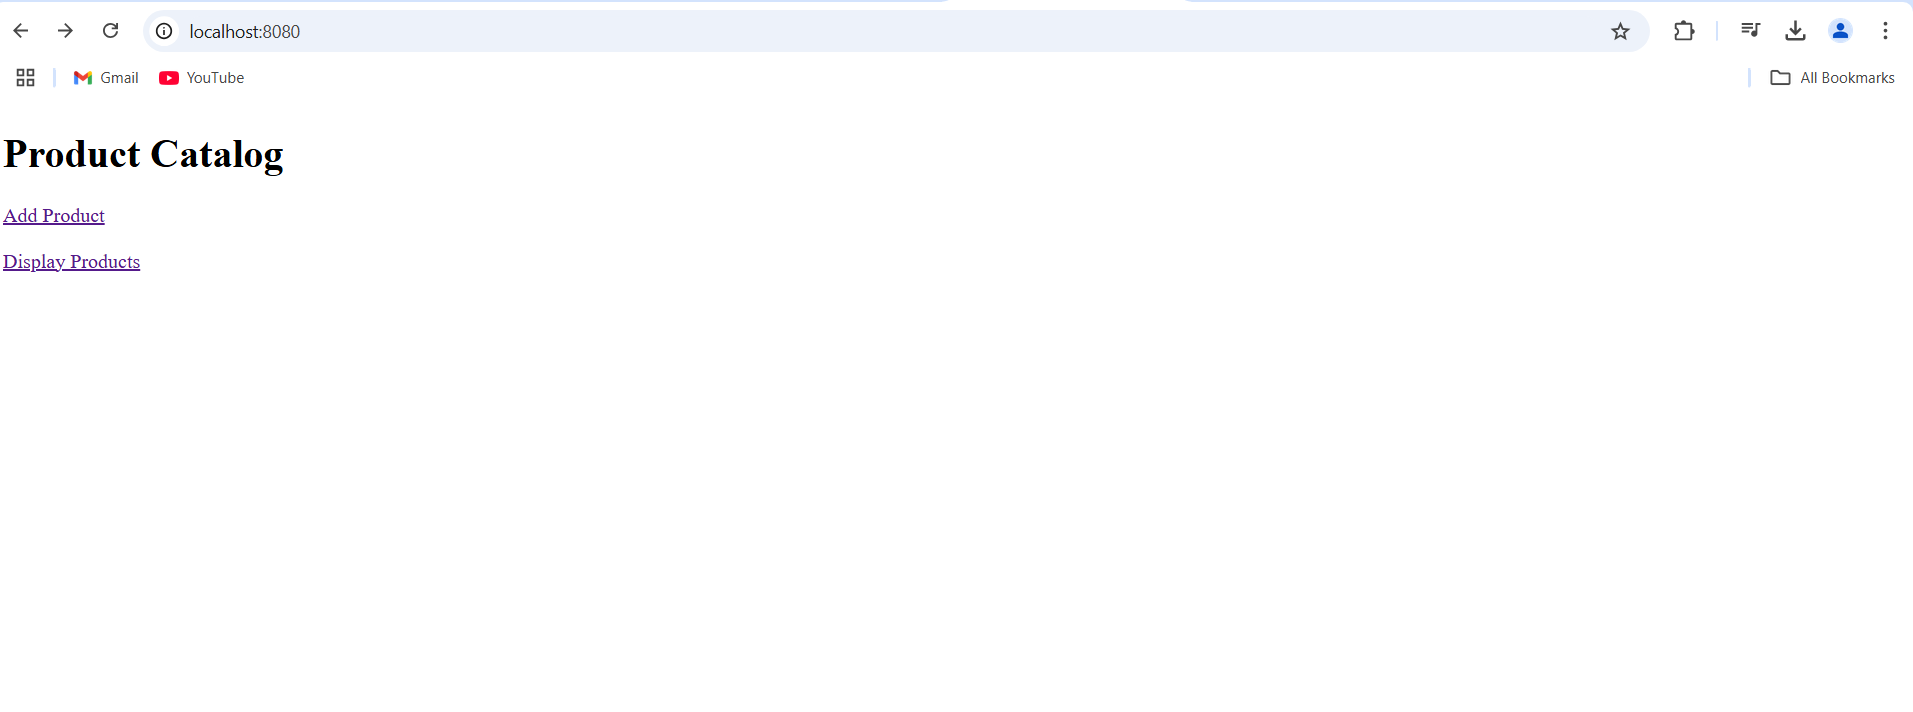 localhost:8080
Gmail YouTube All Bookmarks
Product Catalog
Add Product
Display Products